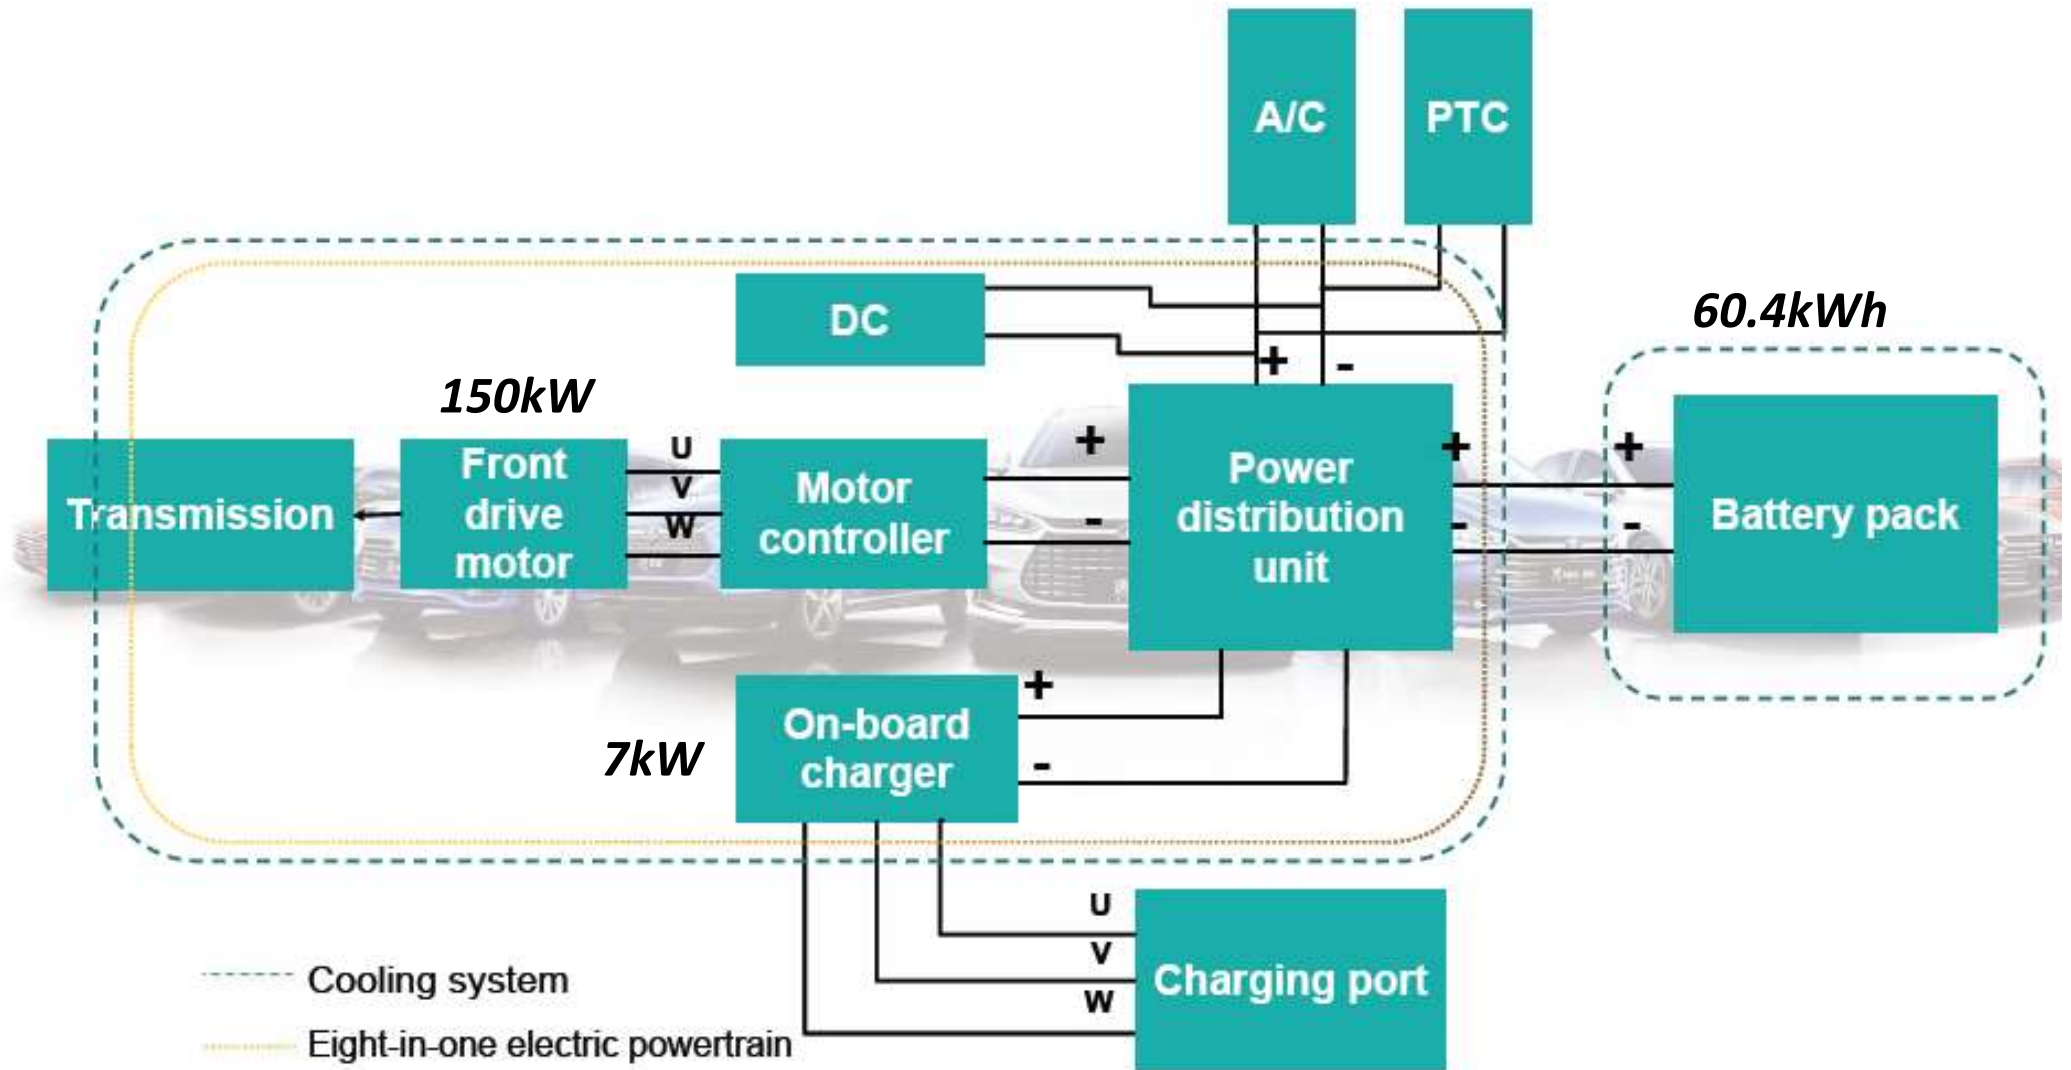 A/C
PTC
DC
60.4kWh
+
-
150kW
Transmission
Front
drive
motor
U
V
W
Motor
controller
+
-
Power
distribution
unit
+
-
+
-
Battery pack
On-board
charger
7kW
+
-
U
V
W
Charging port
Cooling system
Eight-in-one electric powertrain